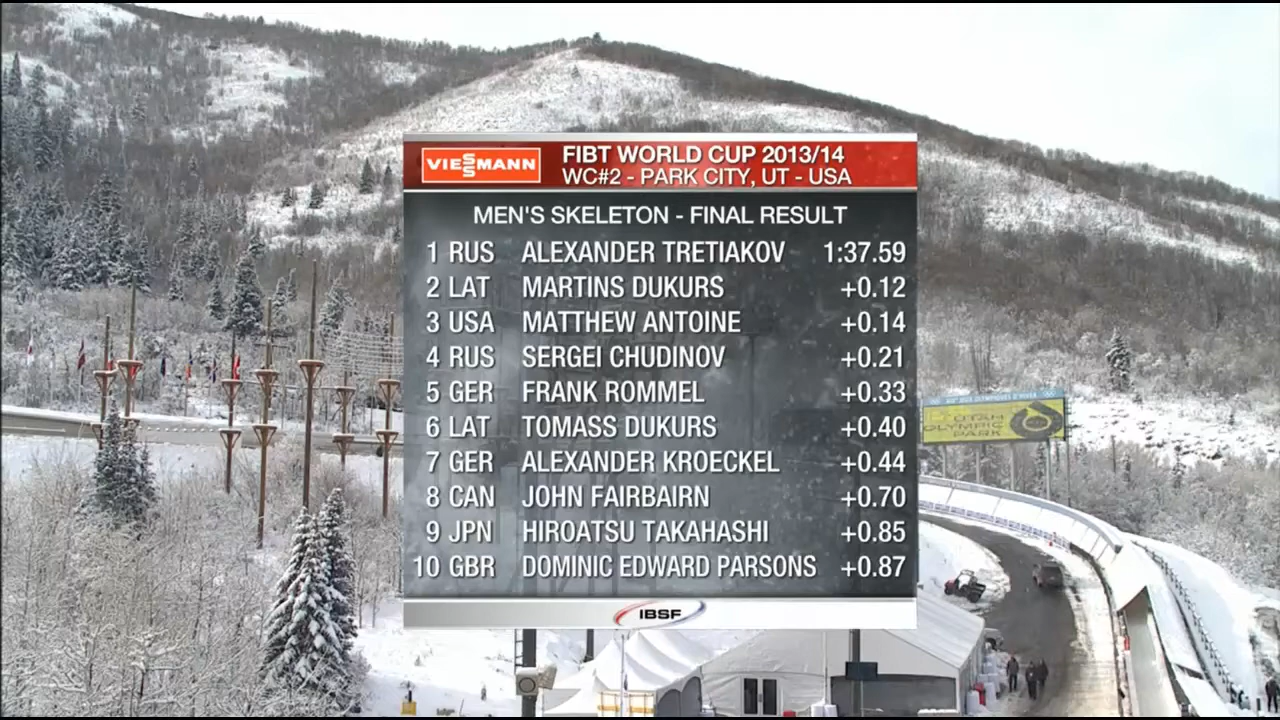 VIESSMANN
FIBT WORLD CUP 2013/14
WC#2 - PARK CITY, UT - USA
MEN'S SKELETON - FINAL RESULT
1 RUS ALEXANDER TRETIAKOV 1:37.59
2 LAT MARTINS DUKURS +0.12
3 USA MATTHEW ANTOINE +0.14
4 RUS SERGEI CHUDINOV +0.21
5 GER FRANK ROMMEL +0.33
6 LAT TOMASS DUKURS +0.40
7 GER ALEXANDER KROECKEL +0.44
8 CAN JOHN FAIRBAIRN +0.70
9 JPN HIROATSU TAKAHASHI +0.85
10 GBR DOMINIC EDWARD PARSONS +0.87
IBSF
UTAH
OLYMPIC
PARK